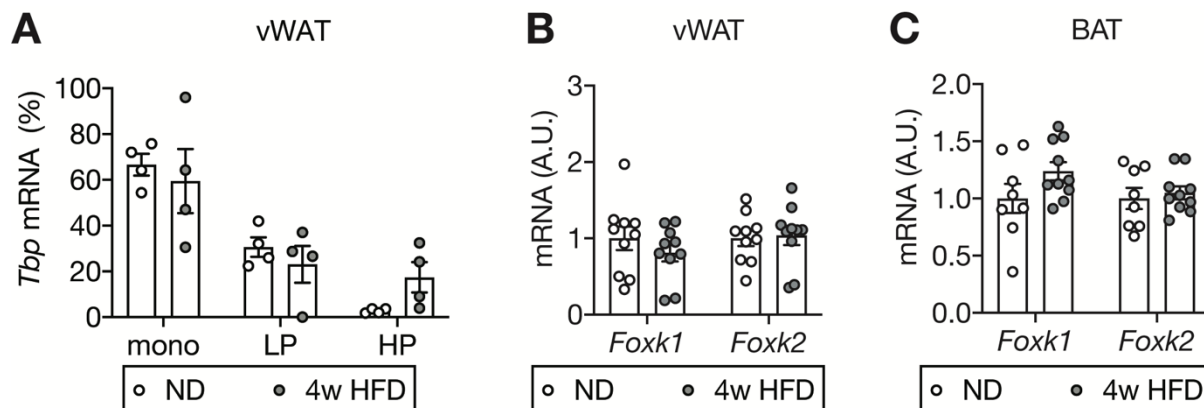 A vWAT
Tbp mRNA (%)
100
80
60
40
20
0
mono LP HP
ND 4w HFD
B vWAT
mRNA (A.U.)
3
2
1
0
Foxk1 Foxk2
ND 4w HFD
C BAT
mRNA (A.U.)
2.0
1.5
1.0
0.5
0.0
Foxk1 Foxk2
ND 4w HFD